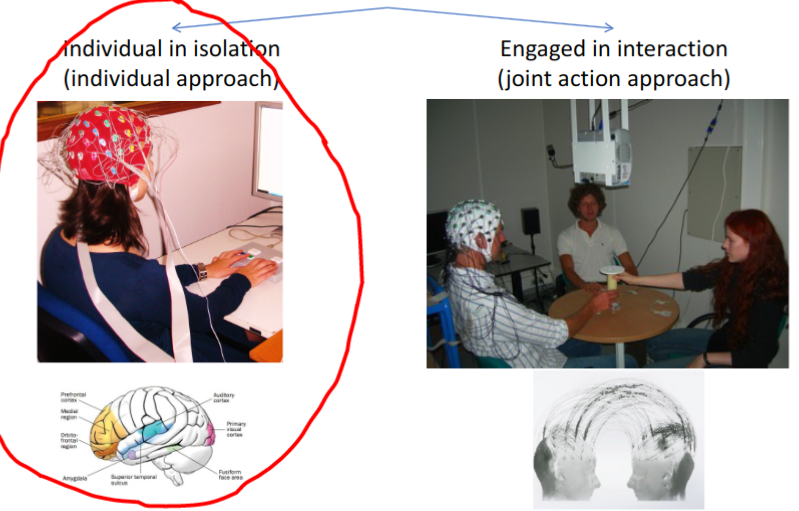 Individual in isolation
(individual approach)
Engaged in interaction
(joint action approach)
Prefrontal
cortex
Medial
region
Orbito-
frontal
region
Amygdala
Superior temporal
sulcus
Auditory
cortex
Primary
visual
cortex
Fusiform
face area